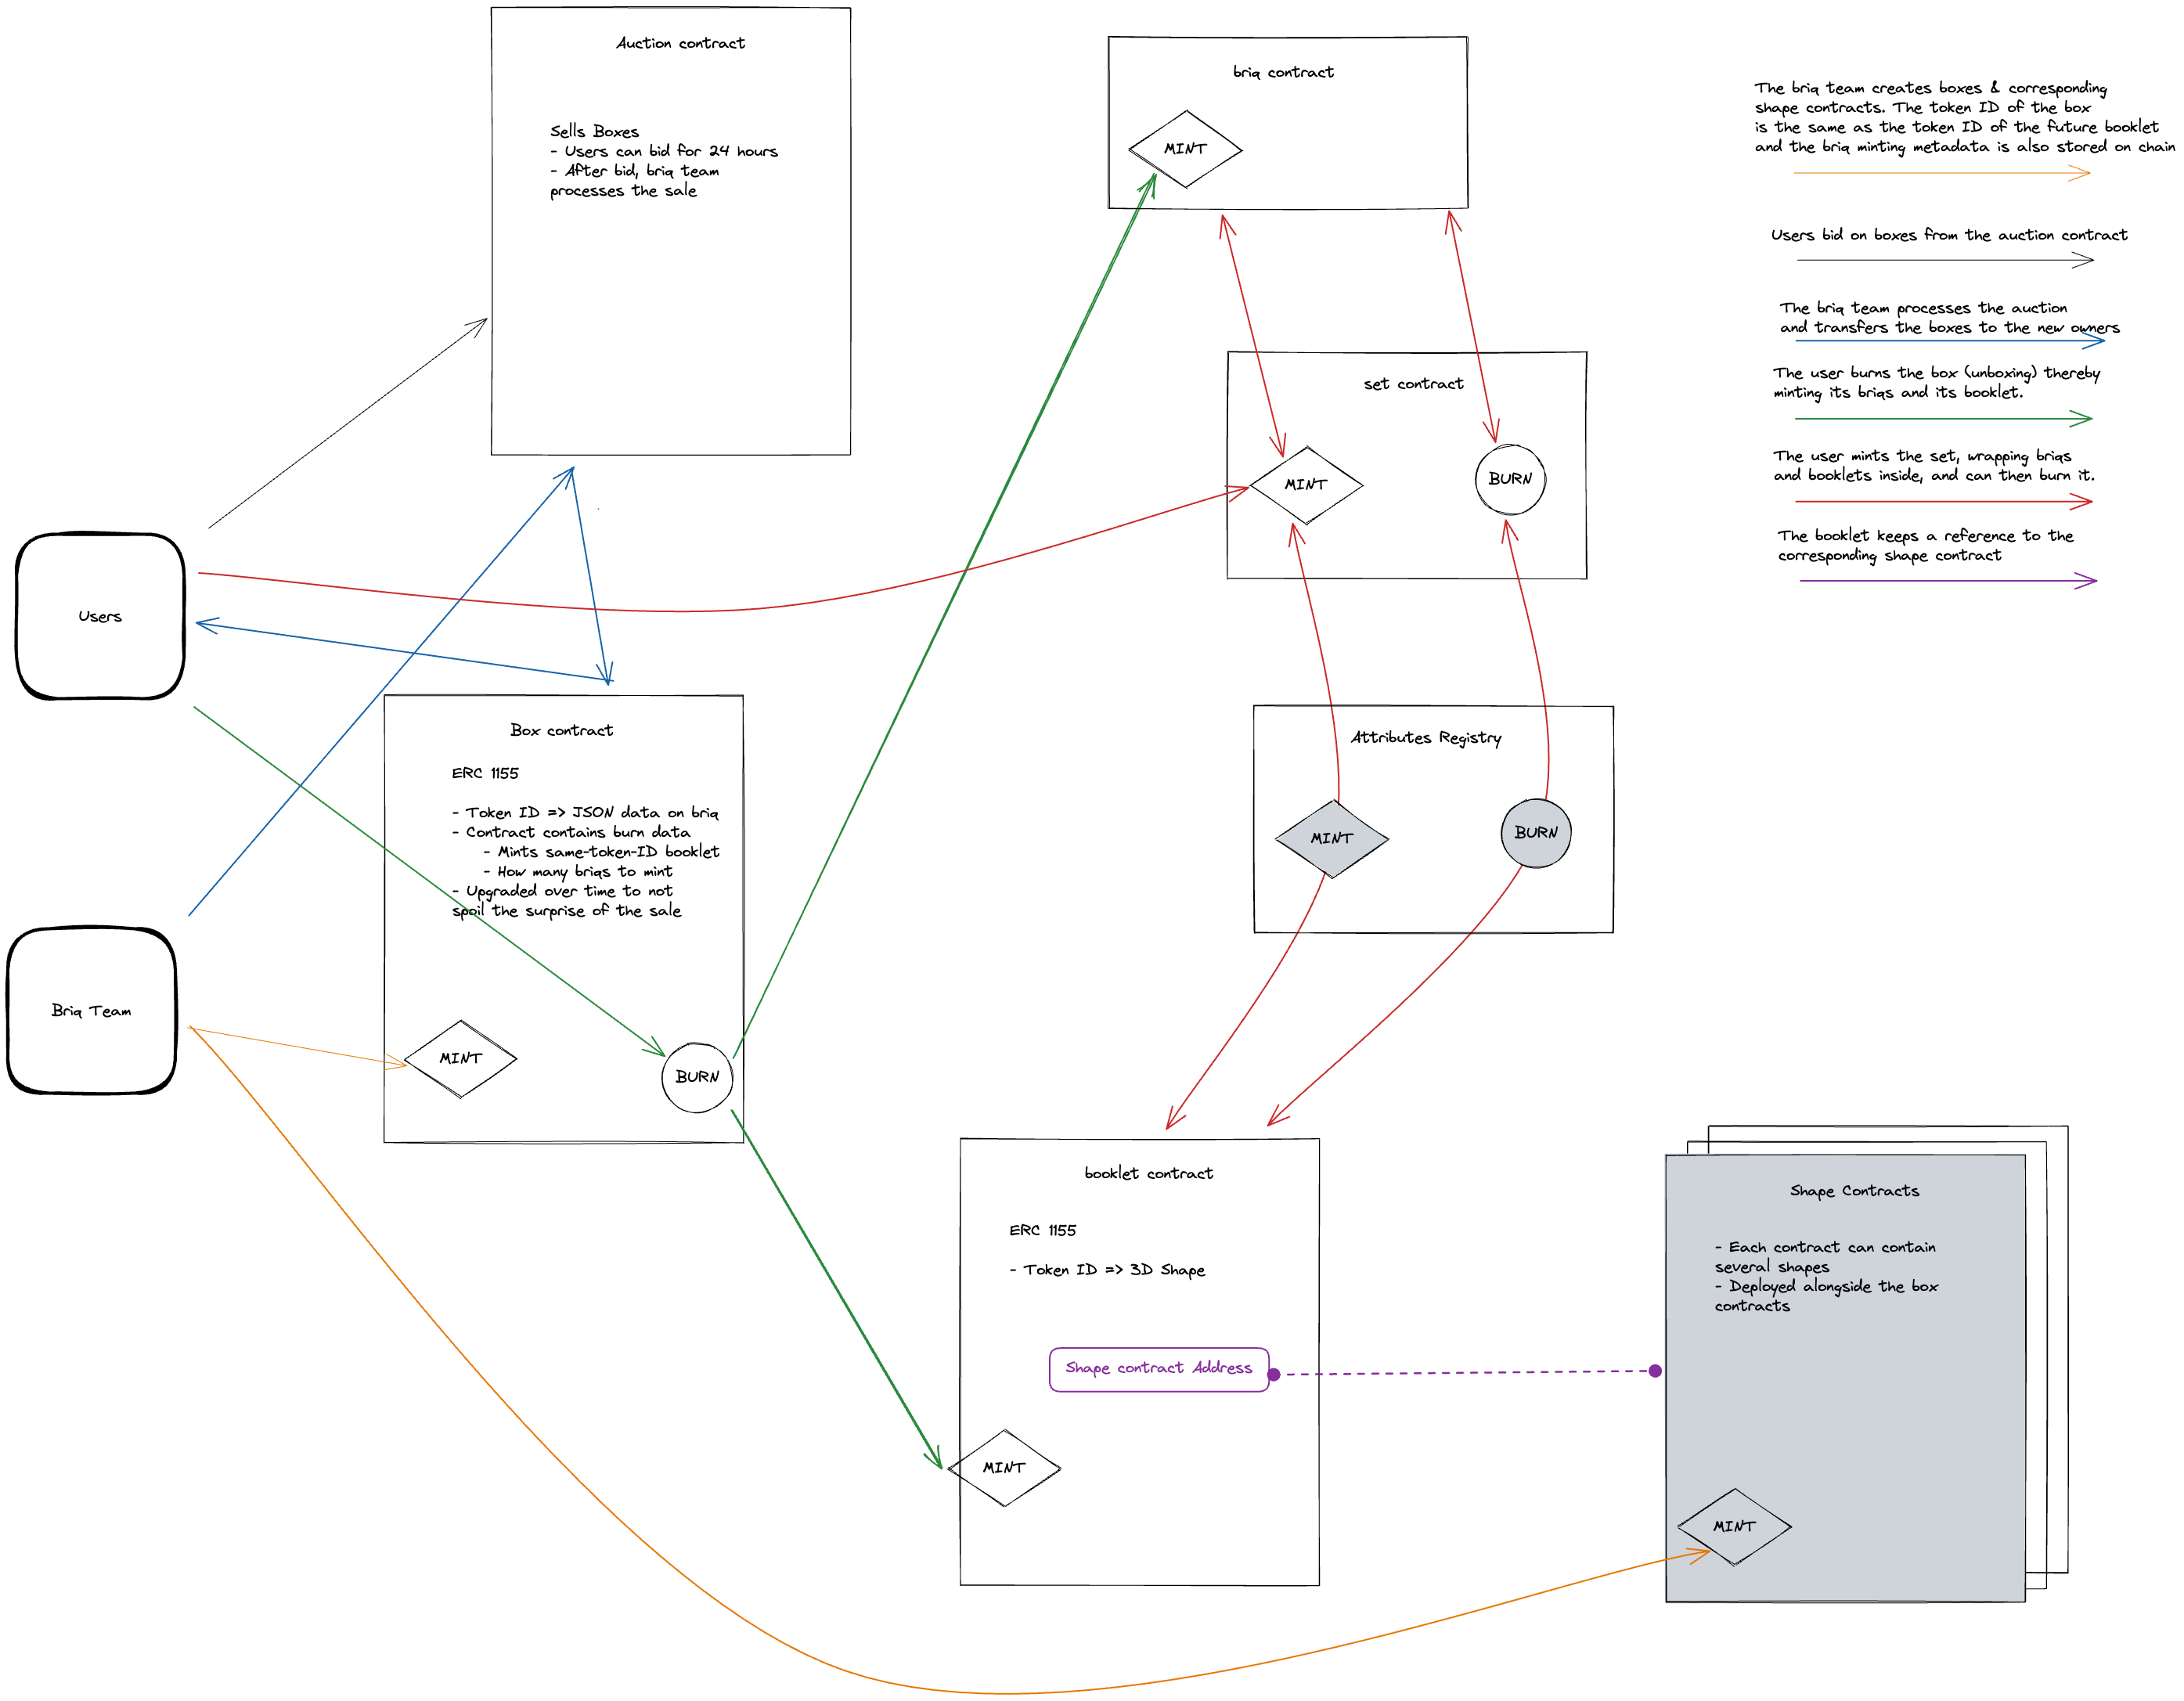 Auction contract
Sells Boxes
- Users can bid for 24 hours
- After bid, briq team
processes the sale
briq contract
MINT
The briq team creates boxes & corresponding
shape contracts. The token ID of the box
is the same as the token ID of the future booklet
and the briq minting metadata is also stored on chain
Users bid on boxes from the auction contract
The briq team processes the auction
and transfers the boxes to the new owners
The user burns the box (unboxing) thereby
minting its briqs and its booklet.
The user mints the set, wrapping briqs
and booklets inside, and can then burn it.
The booklet keeps a reference to the
corresponding shape contract
set contract
MINT
BURN
Users
Box contract
ERC 1155
- Token ID => JSON data on briq
- Contract contains burn data
- Mints same-token-ID booklet
- How many briqs to mint
- Upgraded over time to not
spoil the surprise of the sale
MINT
BURN
Attributes Registry
MINT
BURN
Briq Team
booklet contract
ERC 1155
- Token ID => 3D Shape
Shape contract Address
MINT
Shape Contracts
- Each contract can contain
several shapes
- Deployed alongside the box
contracts
MINT